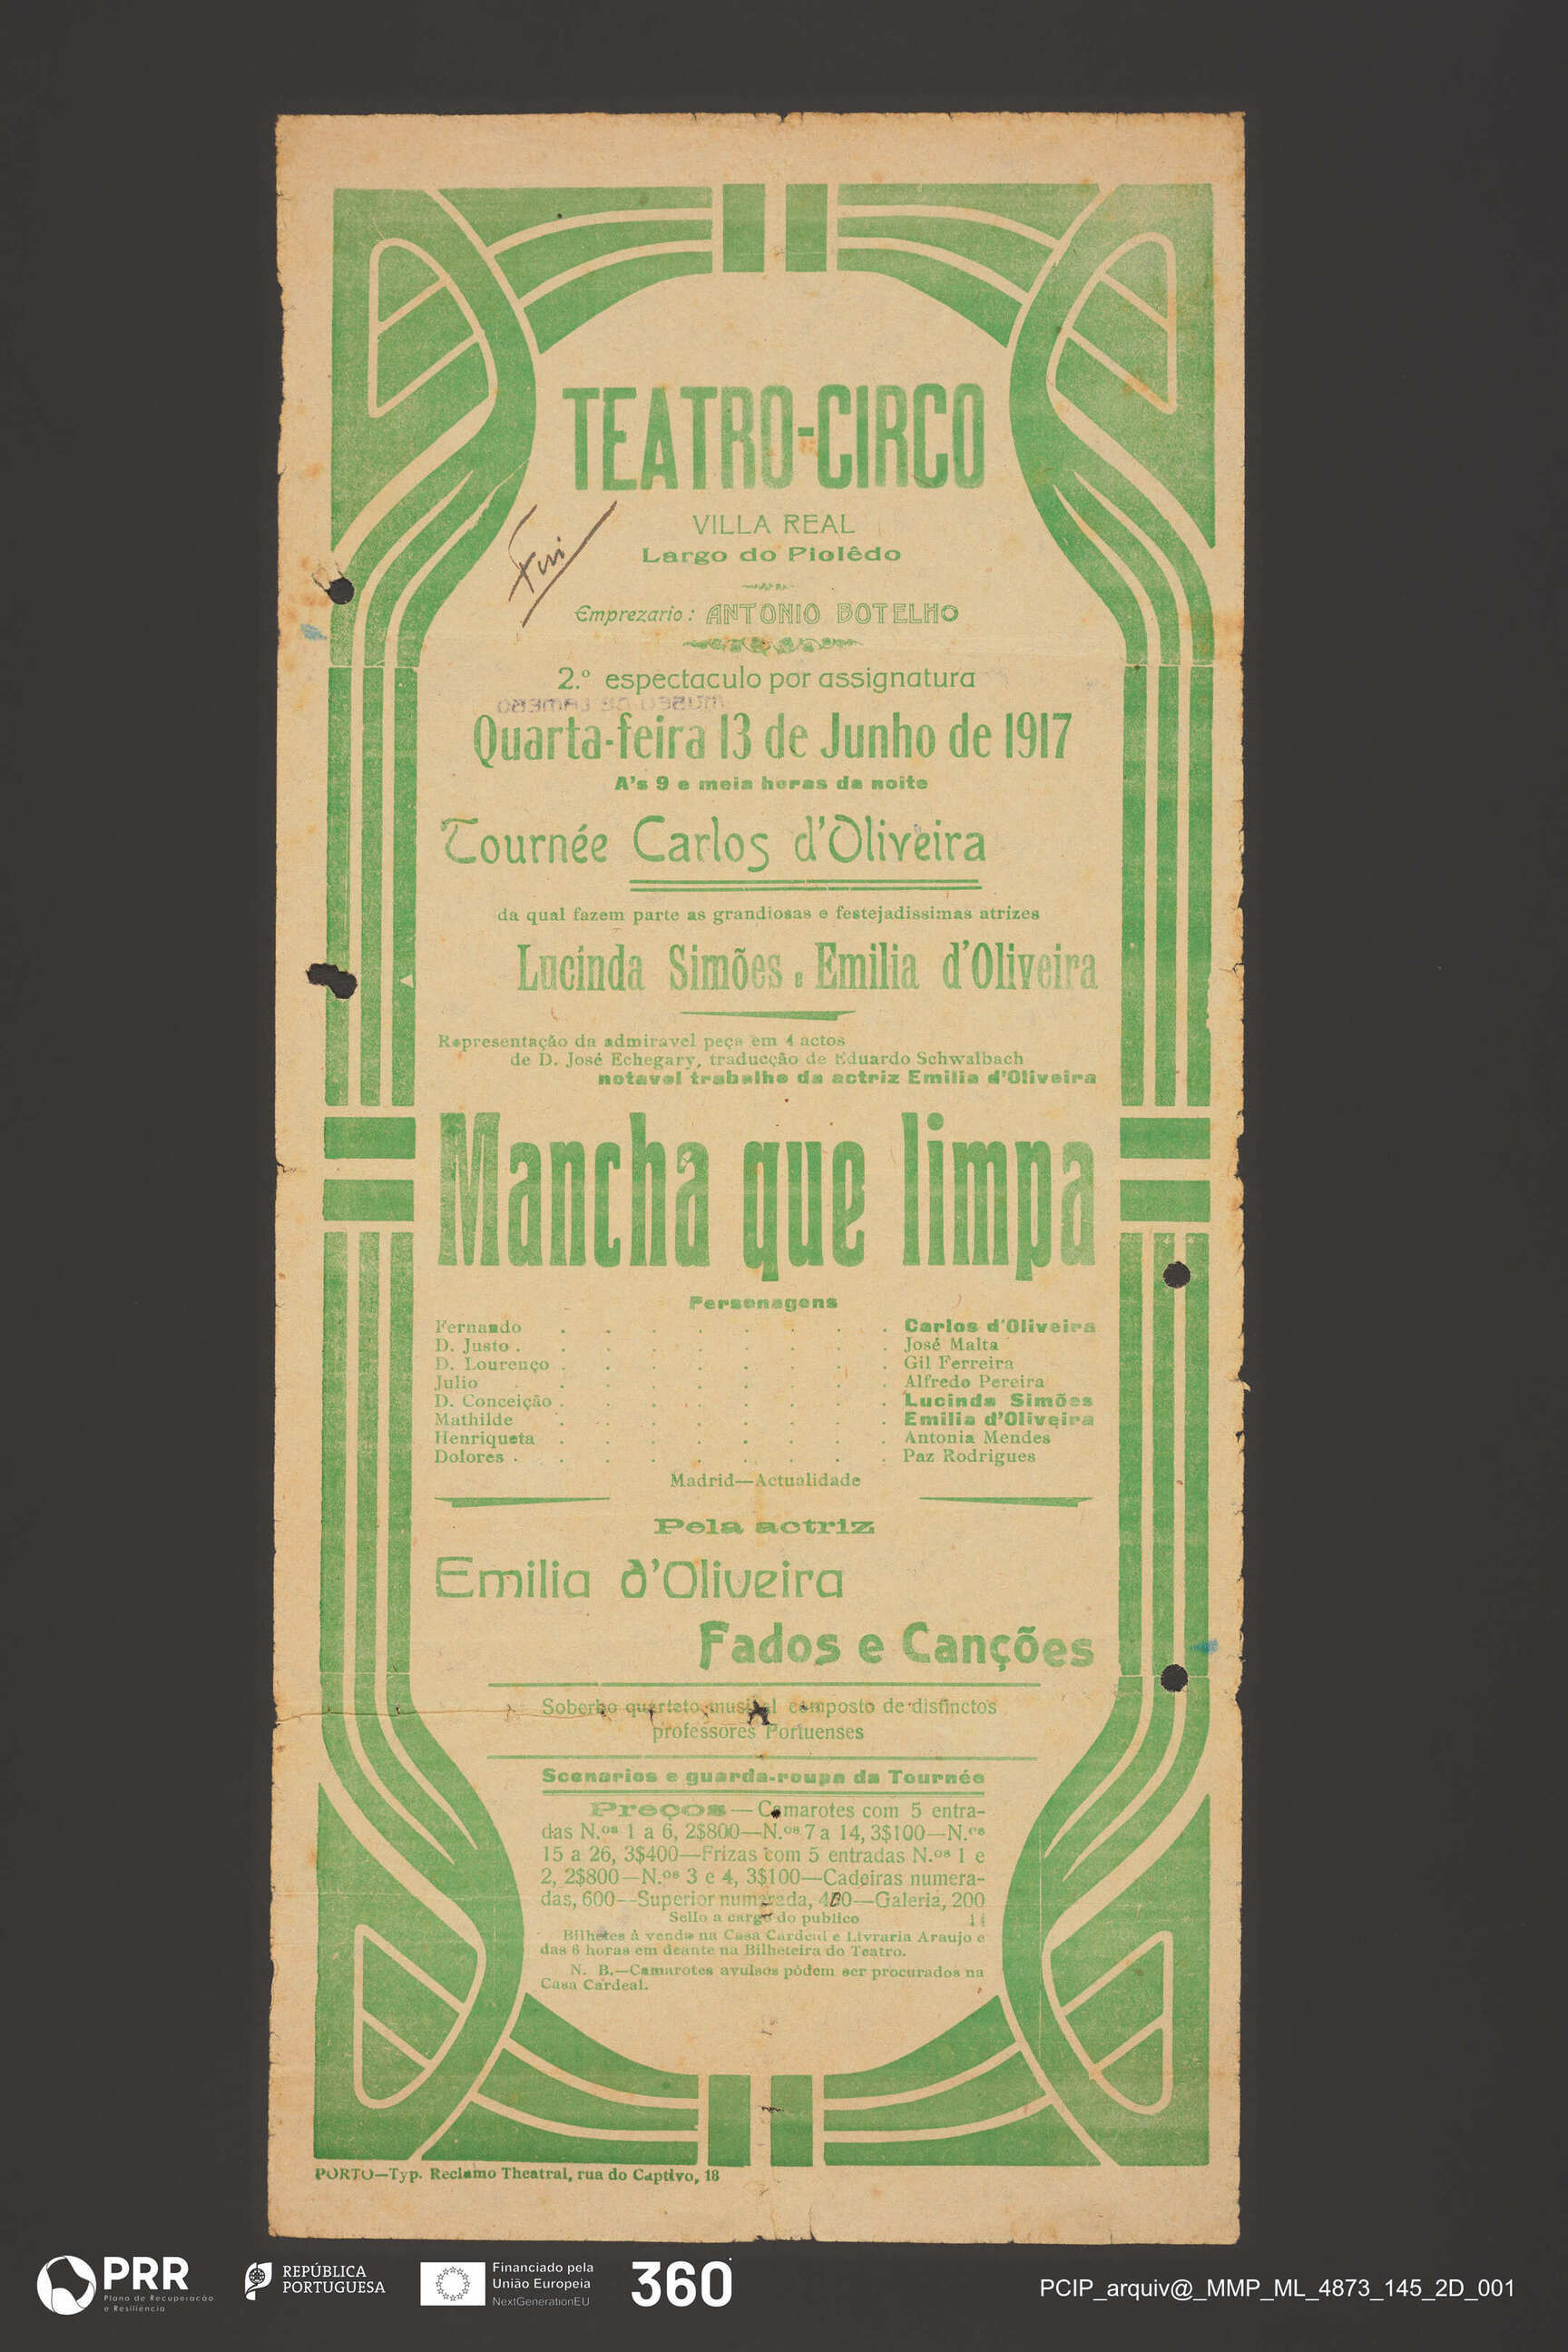 TEATRO-CIRCO
VILLA REAL
Largo do Piolêdo
Fui
Emprezario: ANTONIO BOTELHO
2.º espectaculo por assignatura
MUSEU DE LAMEGO
Quarta-feira 13 de Junho de 1917
A's 9 e meia horas da noite
Tournée Carlos d'Oliveira
da qual fazem parte as grandiosas e festejadissimas atrizes
Lucinda Simões e Emilia d'Oliveira
Representação da admiravel peça em 4 actos
de D. José Echegary, traducção de Eduardo Schwalbach
notavel trabalho da actriz Emilia d'Oliveira
Mancha que limpa
Personagens
Fernando . . . . . . . . Carlos d'Oliveira
D. Justo . . . . . . . . . José Malta
D. Lourenço . . . . . . . . Gil Ferreira
Julio . . . . . . . . Alfredo Pereira
D. Conceição . . . . . . . . Lucinda Simões
Mathilde . . . . . . . . Emilia d'Oliveira
Henriqueta . . . . . . . . Antonia Mendes
Dolores . . . . . . . . . Paz Rodrigues
Madrid—Actualidade
Pela actriz
Emilia d'Oliveira
Fados e Canções
Soberbo quarteto musical composto de distinctos
professores Portuenses
Scenarios e guarda-roupa da Tournée
Preços—Camarotes com 5 entra-
das N.os 1 a 6, 2$800—N.os 7 a 14, 3$100—N.os
15 a 26, 3$400—Frizas com 5 entradas N.os 1 e
2, 2$800—N.os 3 e 4, 3$100—Cadeiras numera-
das, 600—Superior numerada, 400—Galeria, 200
Sello a cargo do publico
Bilhetes á venda na Casa Cardeal e Livraria Araujo e
das 6 horas em deante na Bilheteira do Teatro.
N. B.—Camarotes avulsos pódem ser procurados na
Casa Cardeal.
PORTO—Typ. Reclamo Theatral, rua do Captivo, 18
PRR
Plano de Recuperação
e Resiliência
REPÚBLICA
PORTUGUESA
Financiado pela
União Europeia
NextGenerationEU
360
PCIP_arquiv@_MMP_ML_4873_145_2D_001